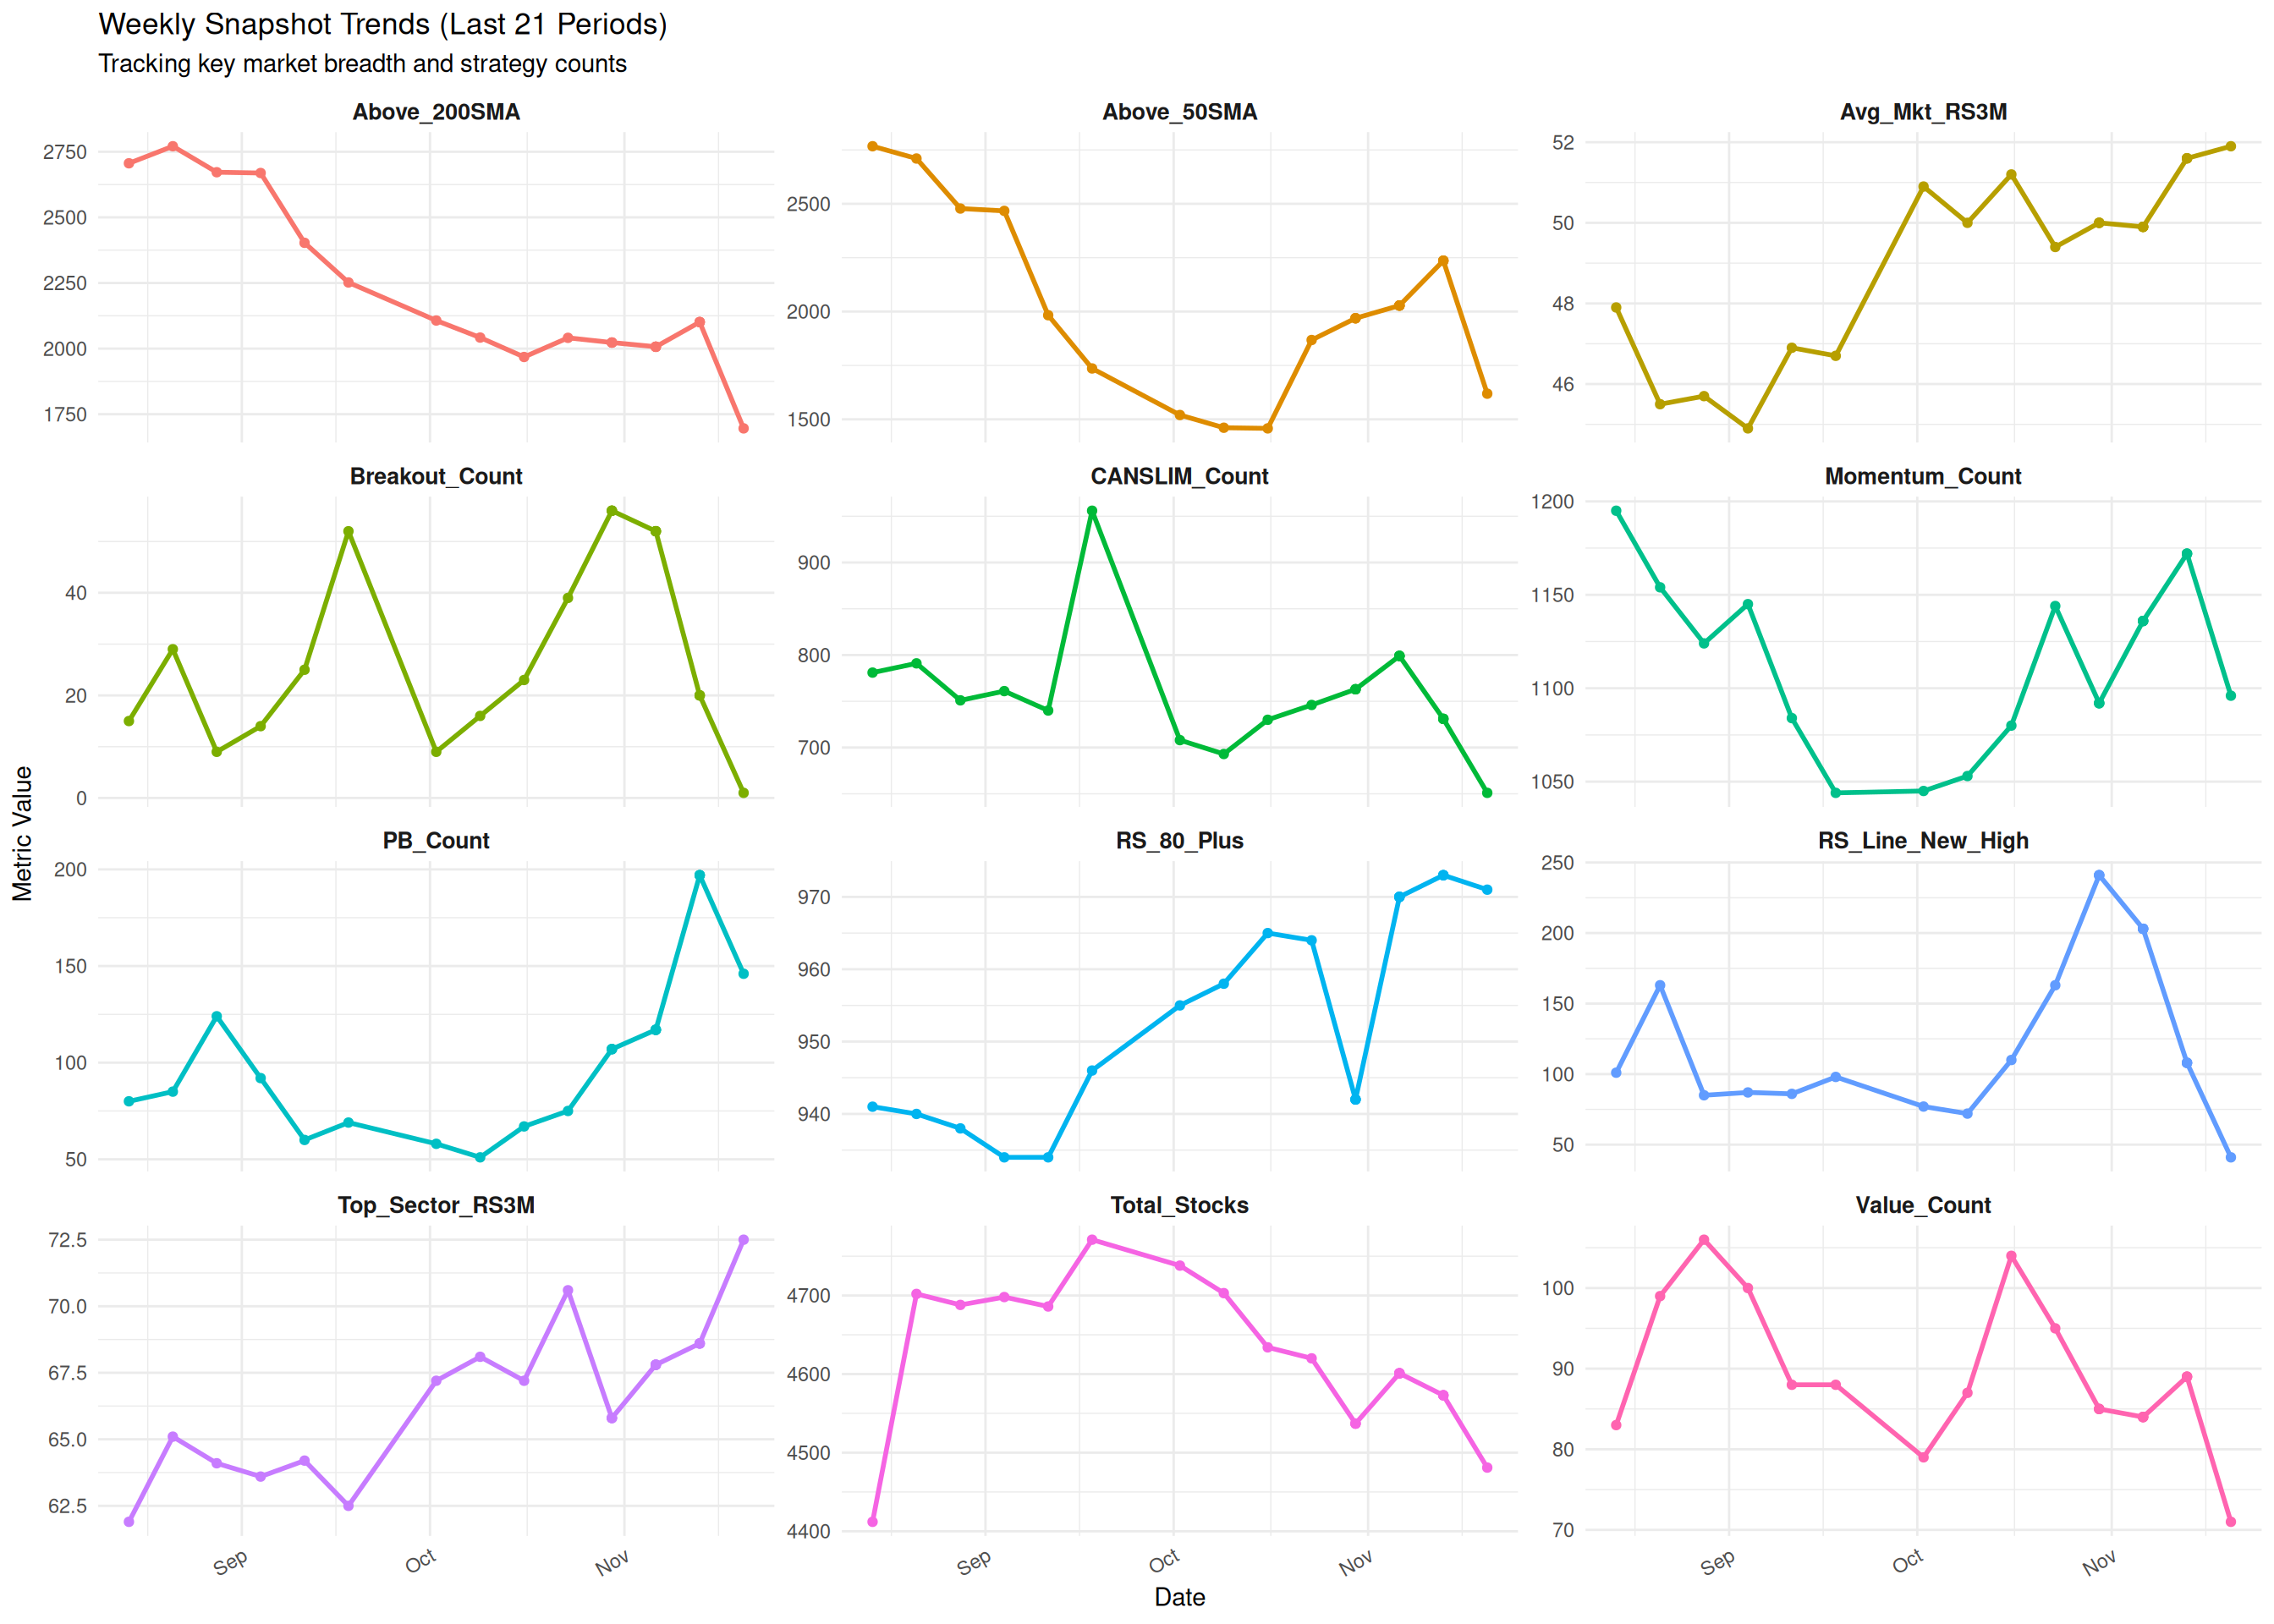 Weekly Snapshot Trends (Last 21 Periods)
Tracking key market breadth and strategy counts
Above_200SMA
Above_50SMA
Avg_Mkt_RS3M
2750
2500
2250
2000
1750
2500
2000
1500
52
50
48
46
Breakout_Count
CANSLIM_Count
Momentum_Count
40
20
0
900
800
700
1200
1150
1100
1050
Metric Value
PB_Count
RS_80_Plus
RS_Line_New_High
200
150
100
50
970
960
950
940
250
200
150
100
50
Top_Sector_RS3M
Total_Stocks
Value_Count
72.5
70.0
67.5
65.0
62.5
4700
4600
4500
4400
100
90
80
70
Sep Oct Nov
Sep Oct Nov
Sep Oct Nov
Date